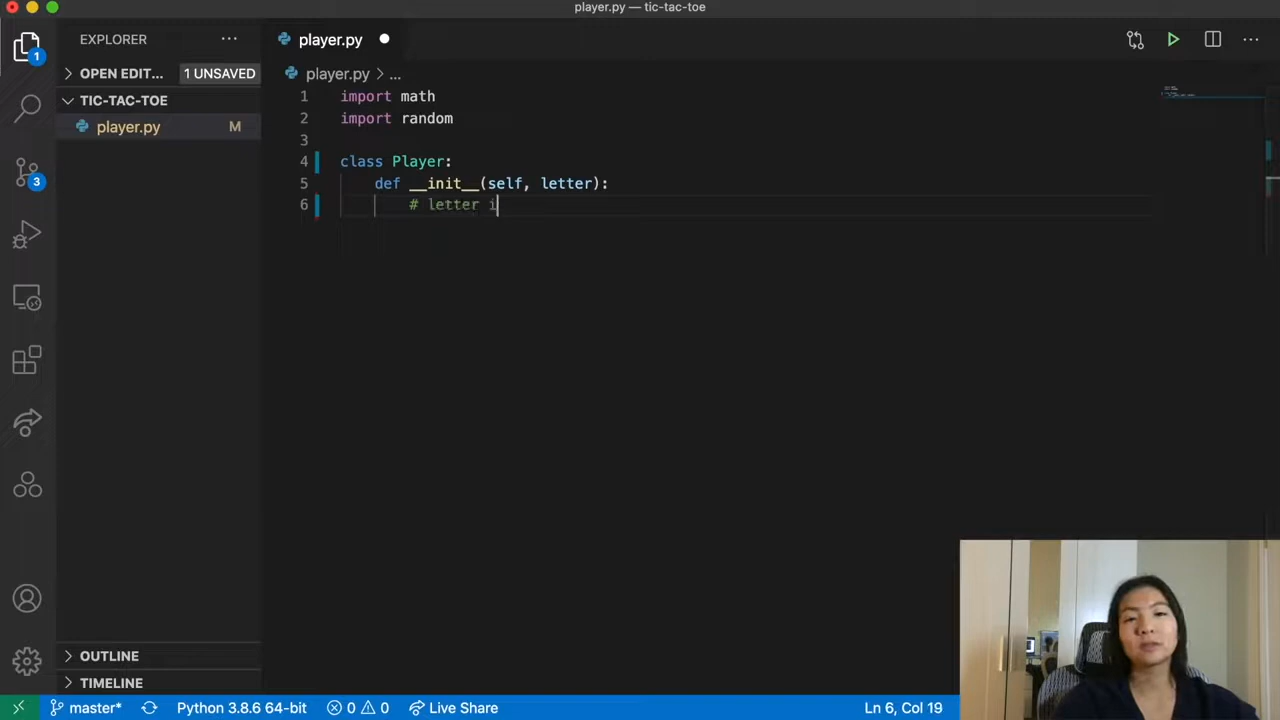 player.py — tic-tac-toe
EXPLORER
player.py
OPEN EDIT... 1 UNSAVED
player.py > ...
TIC-TAC-TOE
player.py M
1
3
1 import math
2 import random
3
4 class Player:
5 def __init__(self, letter):
6 # letter i
OUTLINE
TIMELINE
master* Python 3.8.6 64-bit 0 0 Live Share Ln 6, Col 19